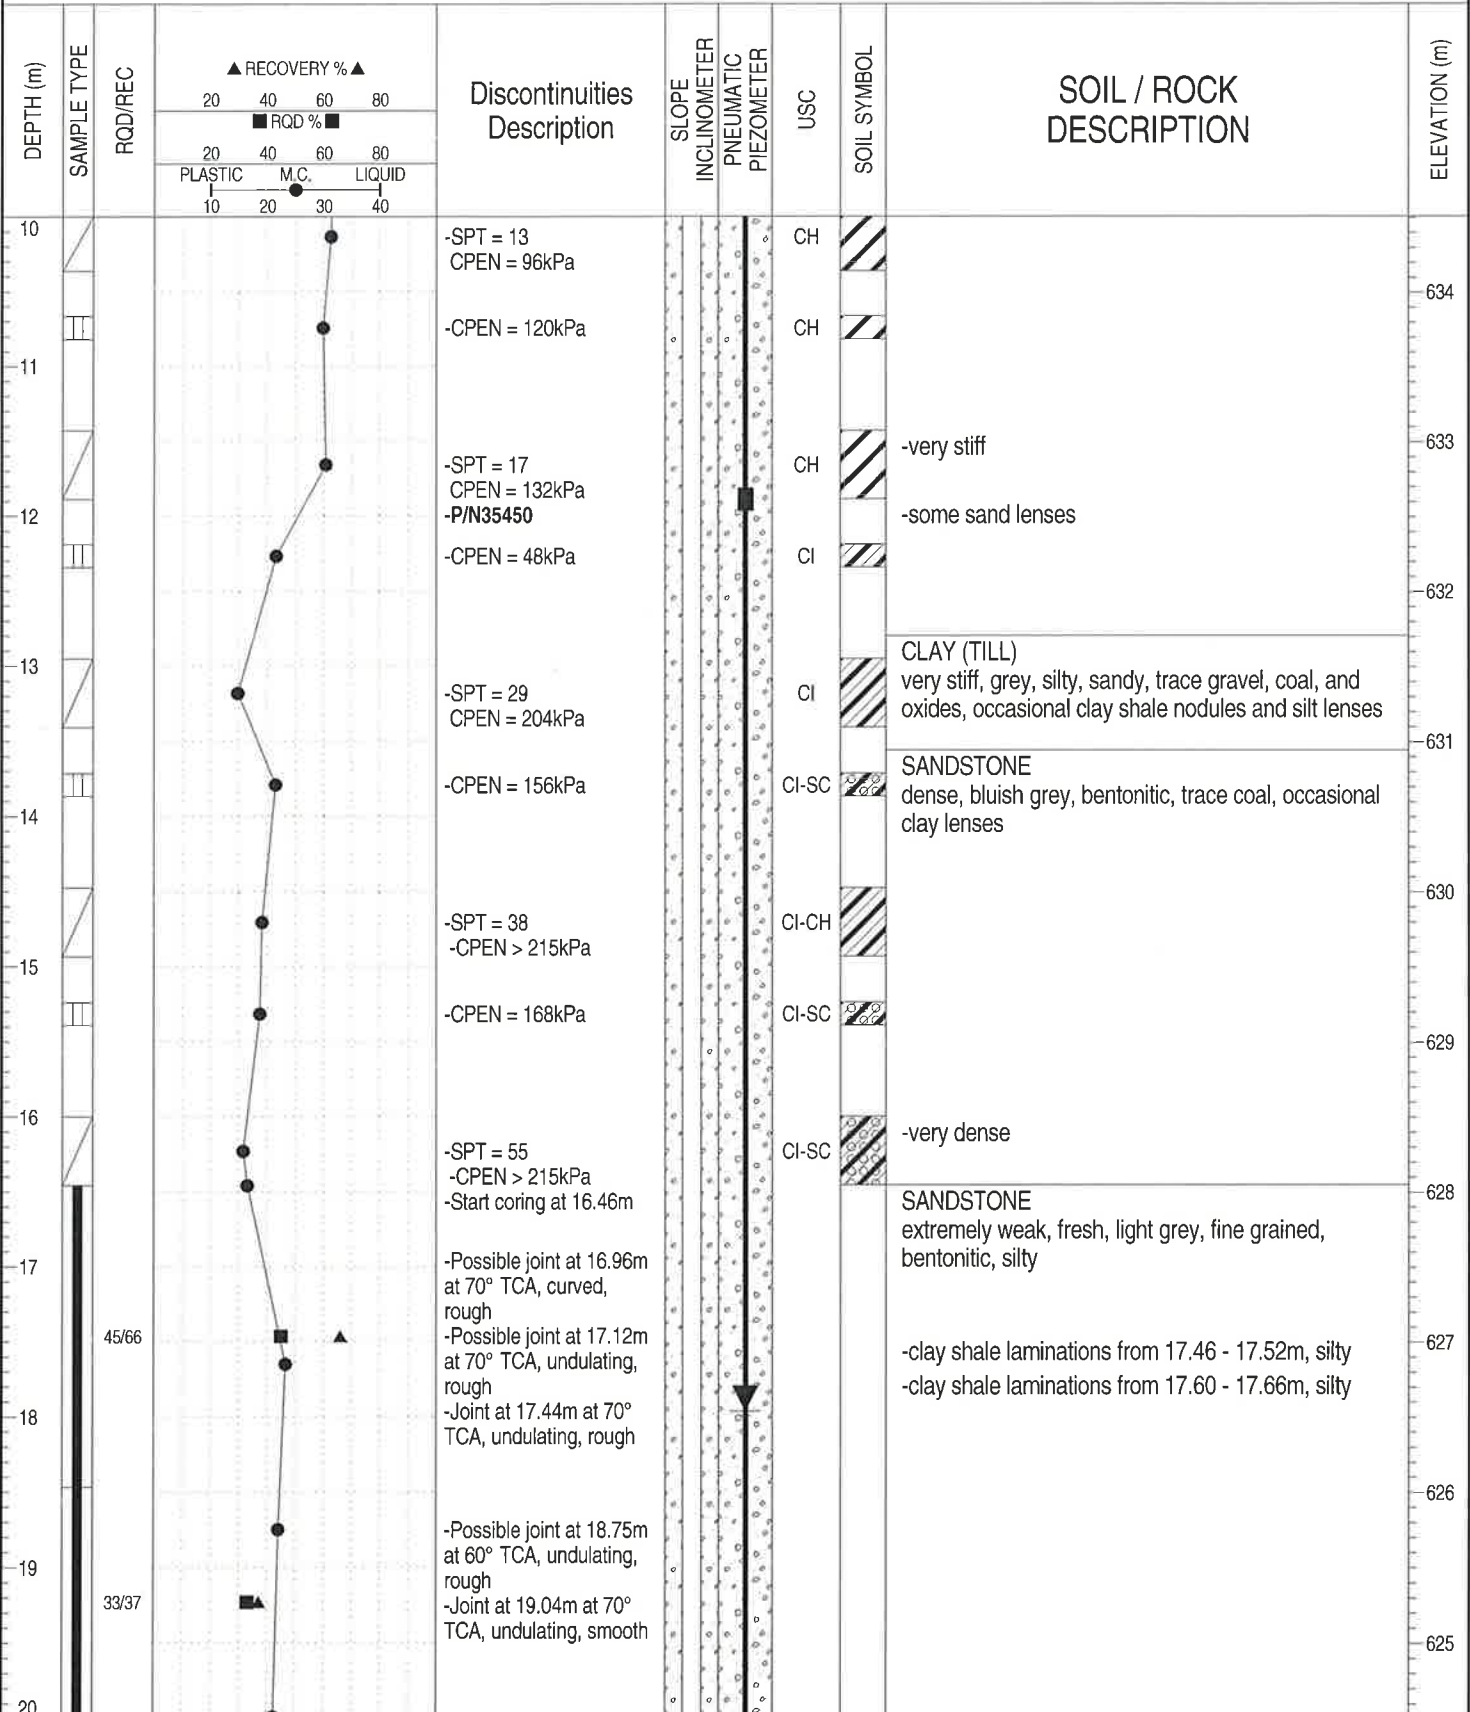 DEPTH (m)
SAMPLE TYPE
RQD/REC
▲ RECOVERY % ▲
20 40 60 80
■ RQD % ■
20 40 60 80
PLASTIC M.C. LIQUID
10 20 30 40
Discontinuities
Description
SLOPE
INCLINOMETER
PNEUMATIC
PIEZOMETER
USC
SOIL SYMBOL
SOIL / ROCK
DESCRIPTION
ELEVATION (m)
10
-SPT = 13
CH
CPEN = 96kPa
634
-CPEN = 120kPa
CH
11
633
-very stiff
-SPT = 17
CH
CPEN = 132kPa
12
-P/N35450
-some sand lenses
-CPEN = 48kPa
CI
632
CLAY (TILL)
13
very stiff, grey, silty, sandy, trace gravel, coal, and
-SPT = 29
CI
oxides, occasional clay shale nodules and silt lenses
CPEN = 204kPa
631
SANDSTONE
-CPEN = 156kPa
CI-SC
dense, bluish grey, bentonitic, trace coal, occasional
14
clay lenses
630
-SPT = 38
CI-CH
-CPEN > 215kPa
15
-CPEN = 168kPa
CI-SC
629
16
-very dense
-SPT = 55
CI-SC
-CPEN > 215kPa
628
-Start coring at 16.46m
SANDSTONE
extremely weak, fresh, light grey, fine grained,
bentonitic, silty
-Possible joint at 16.96m
17
at 70° TCA, curved,
rough
45/66
-Possible joint at 17.12m
627
at 70° TCA, undulating,
-clay shale laminations from 17.46 - 17.52m, silty
rough
-clay shale laminations from 17.60 - 17.66m, silty
-Joint at 17.44m at 70°
18
TCA, undulating, rough
626
-Possible joint at 18.75m
at 60° TCA, undulating,
19
rough
33/37
-Joint at 19.04m at 70°
TCA, undulating, smooth
625
20